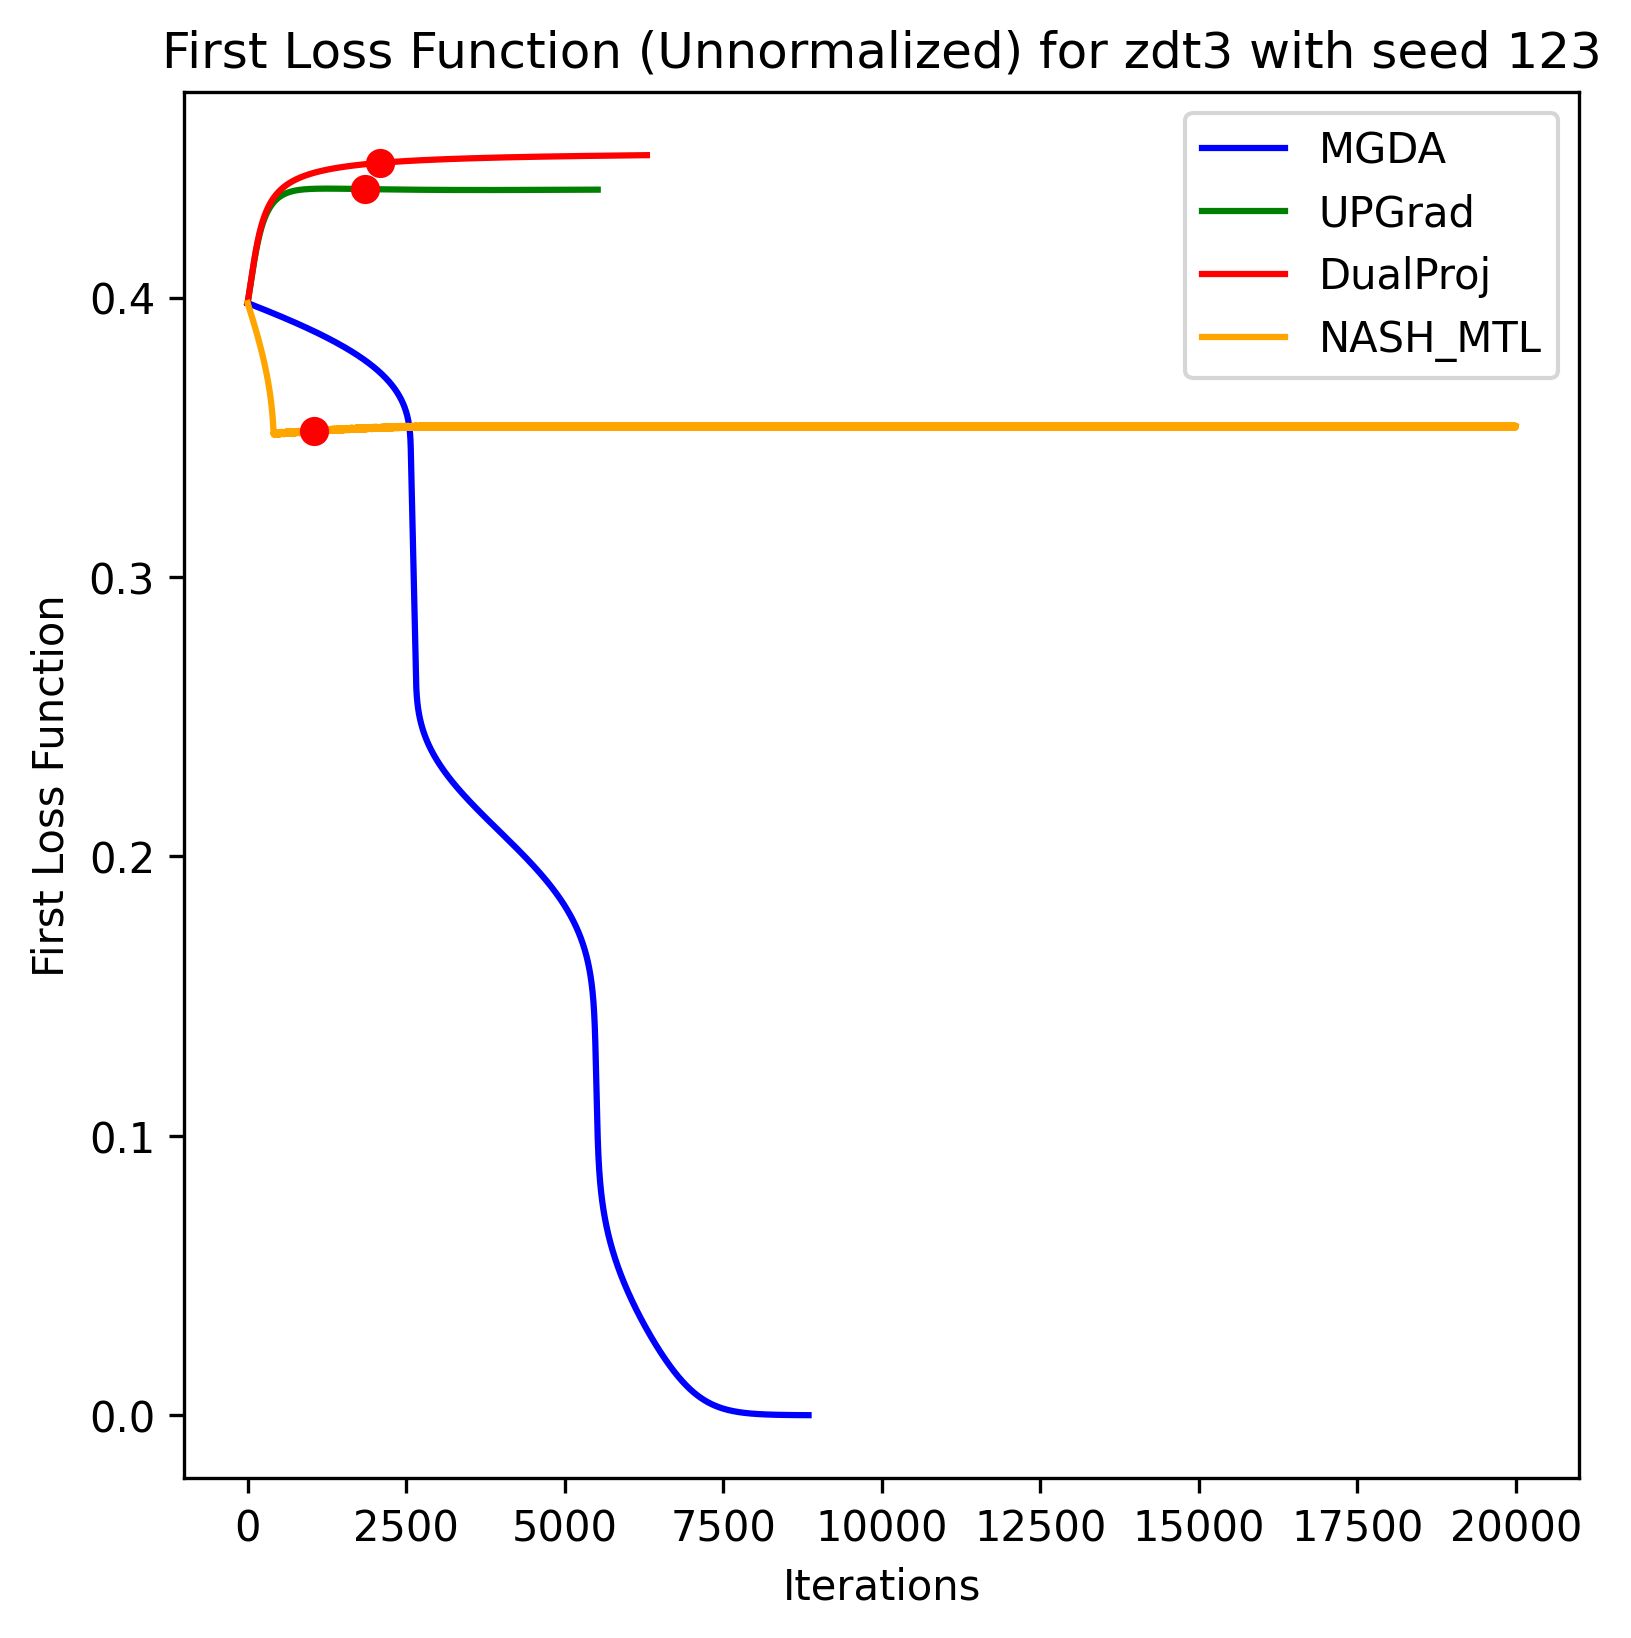 First Loss Function (Unnormalized) for zdt3 with seed 123
MGDA
UPGrad
DualProj
NASH_MTL
0.4
0.3
0.2
0.1
0.0
First Loss Function
0 2500 5000 7500 10000 12500 15000 17500 20000
Iterations